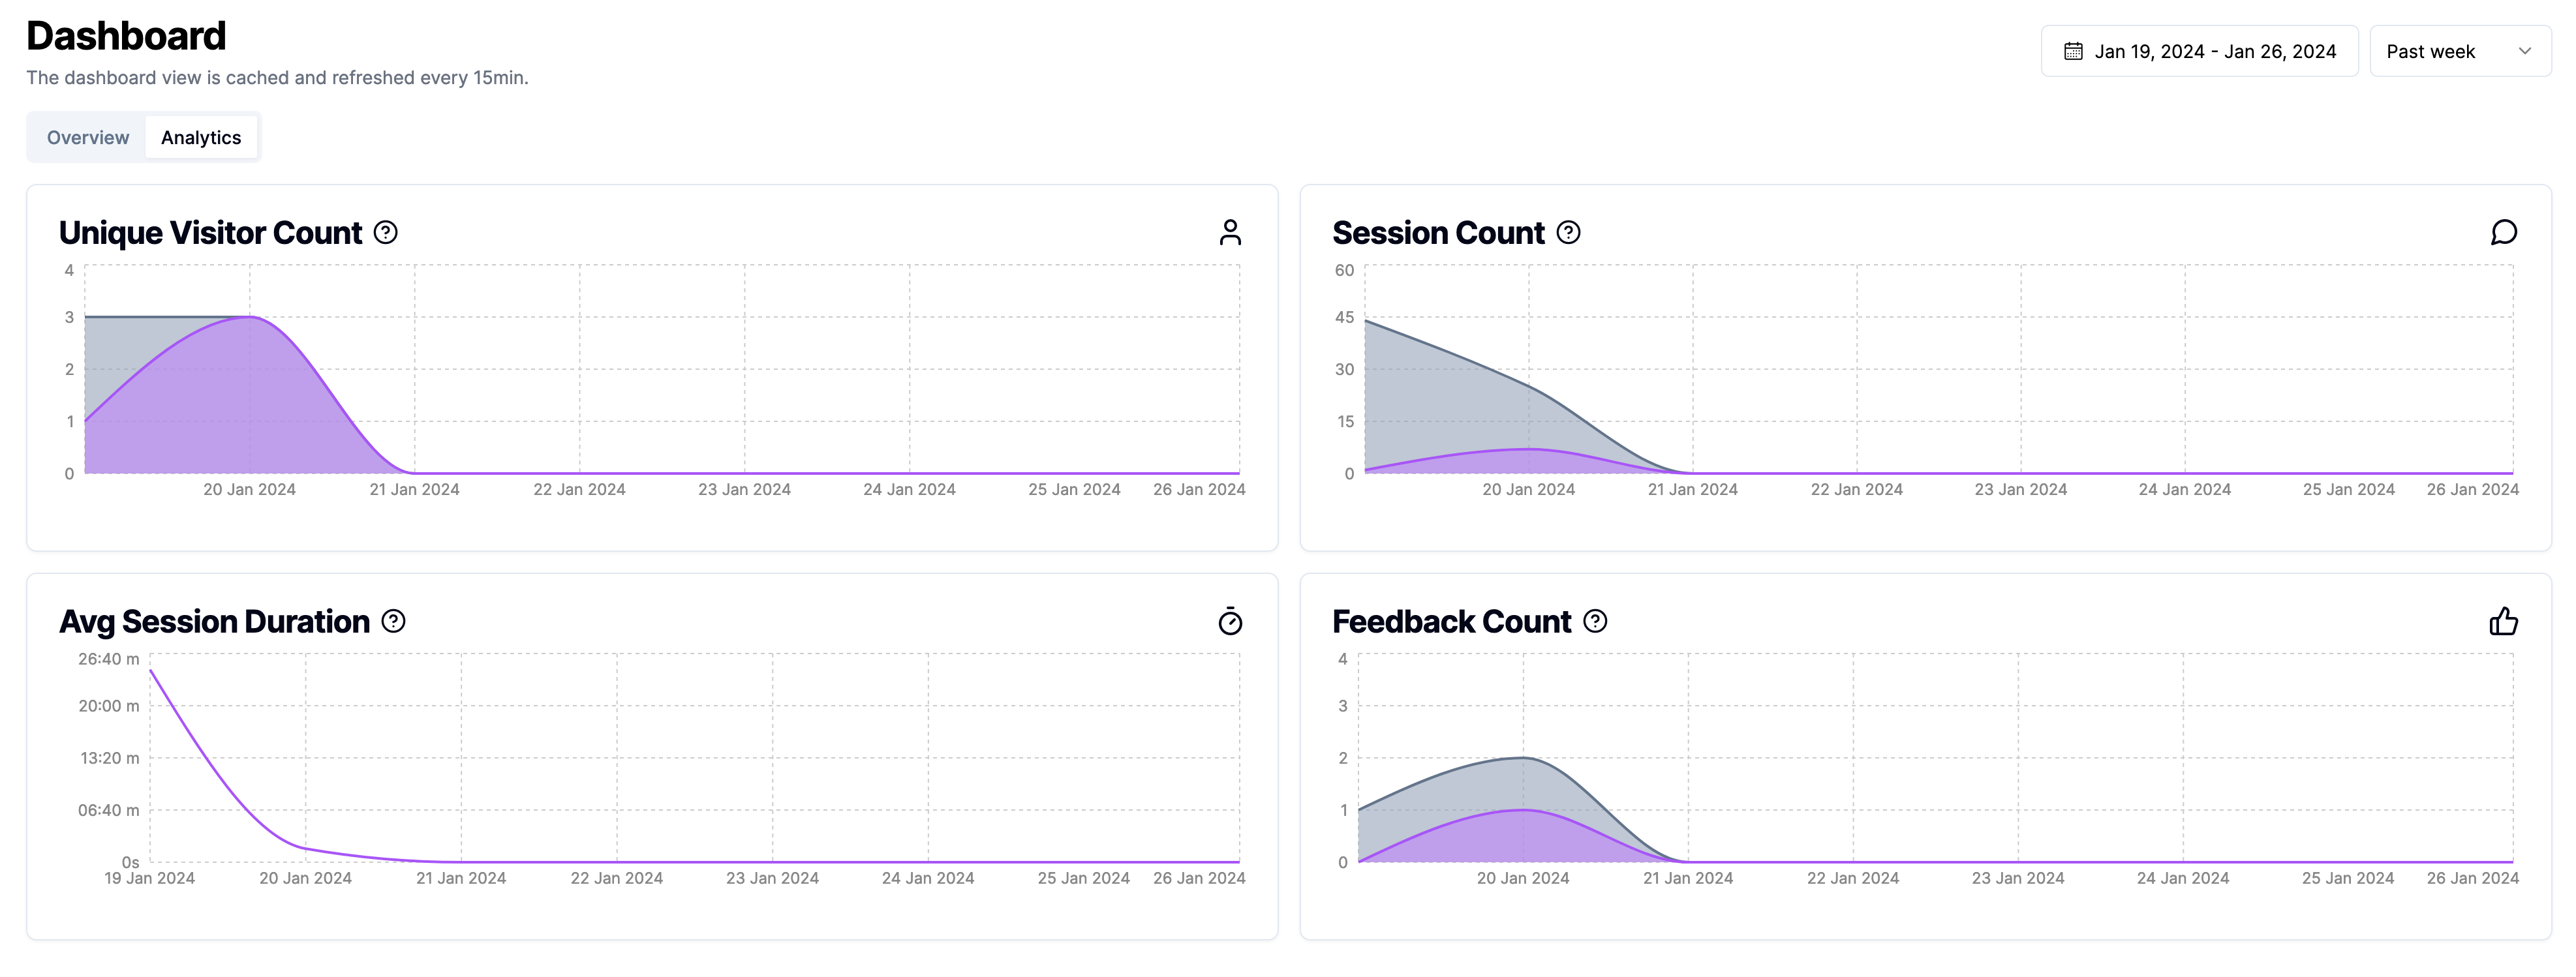 Dashboard
The dashboard view is cached and refreshed every 15min.
Jan 19, 2024 - Jan 26, 2024
Past week
Overview
Analytics
Unique Visitor Count
4
3
2
1
0
20 Jan 2024
21 Jan 2024
22 Jan 2024
23 Jan 2024
24 Jan 2024
25 Jan 2024
26 Jan 2024
Session Count
60
45
30
15
0
20 Jan 2024
21 Jan 2024
22 Jan 2024
23 Jan 2024
24 Jan 2024
25 Jan 2024
26 Jan 2024
Avg Session Duration
26:40 m
20:00 m
13:20 m
06:40 m
0s
19 Jan 2024
20 Jan 2024
21 Jan 2024
22 Jan 2024
23 Jan 2024
24 Jan 2024
25 Jan 2024
26 Jan 2024
Feedback Count
4
3
2
1
0
20 Jan 2024
21 Jan 2024
22 Jan 2024
23 Jan 2024
24 Jan 2024
25 Jan 2024
26 Jan 2024